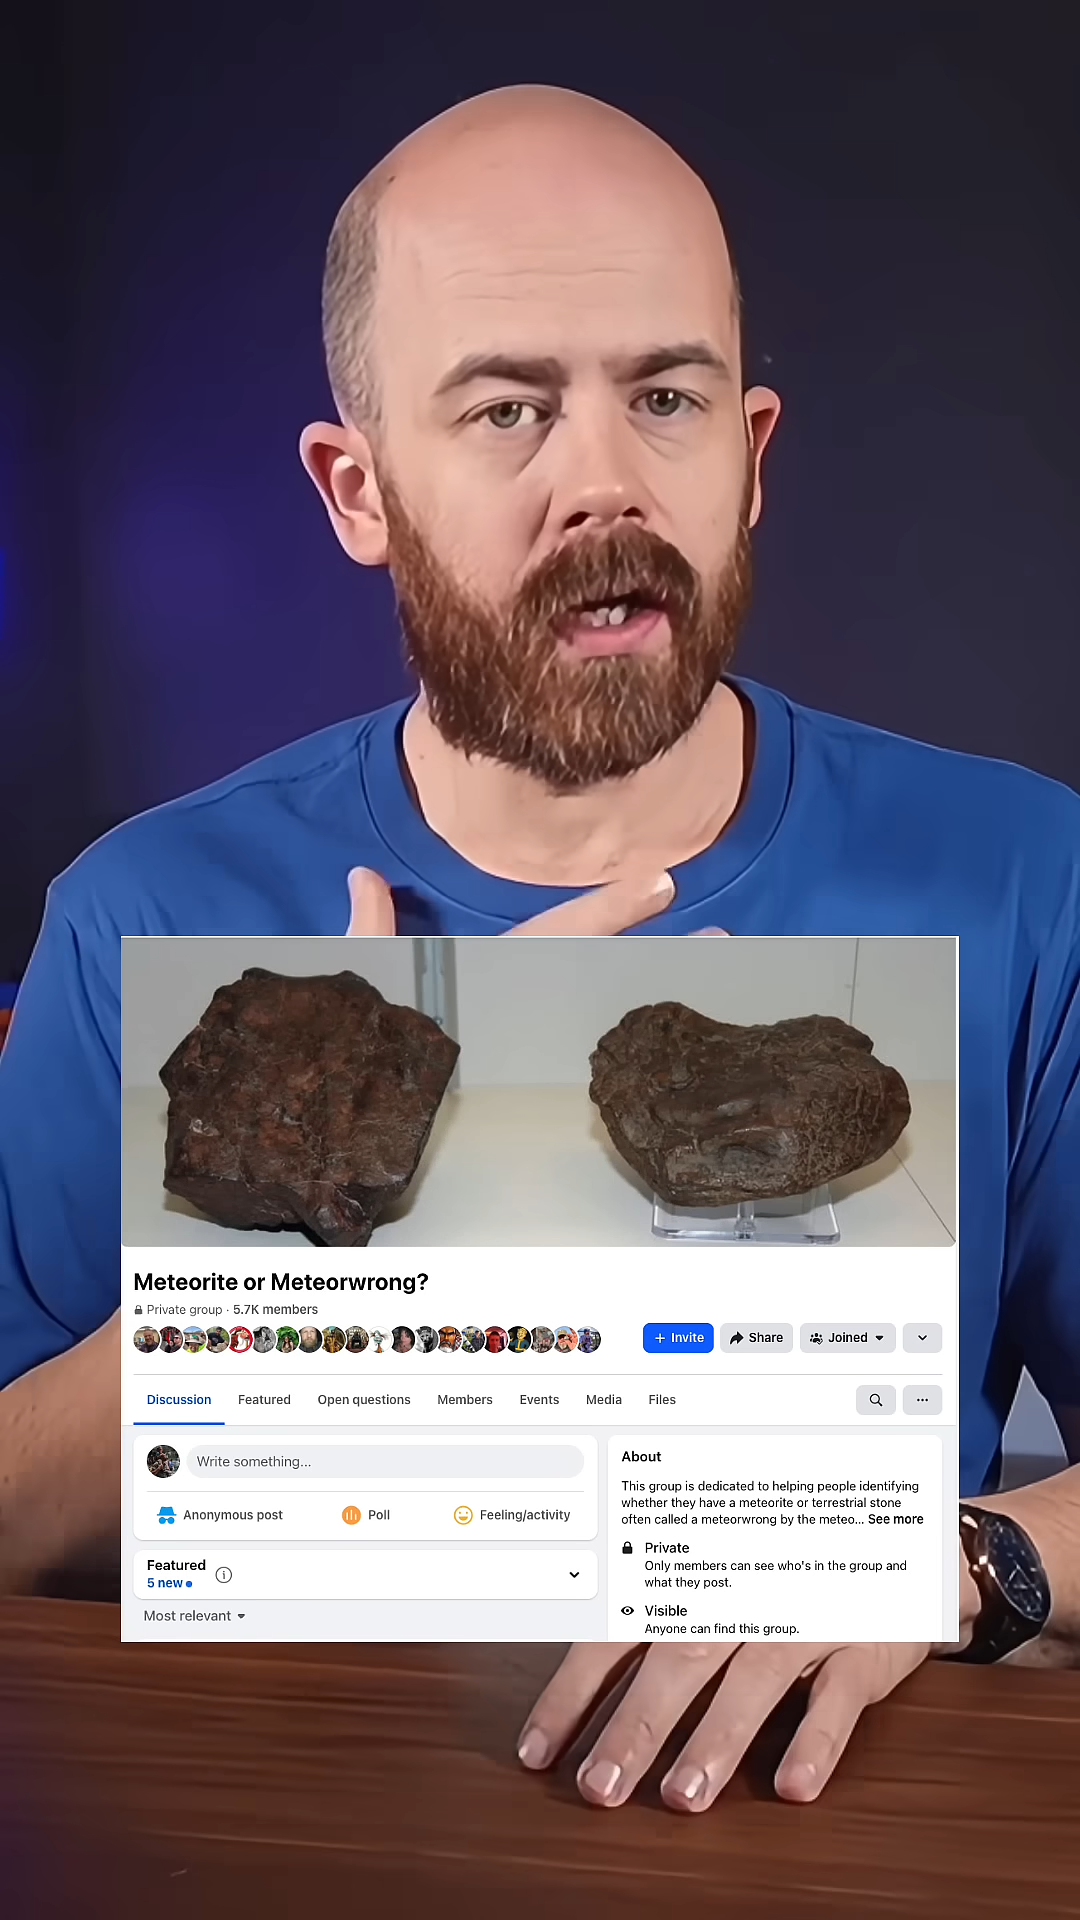 Meteorite or Meteorwrong?
Private group · 5.7K members
+ Invite
Share
Joined
Discussion
Featured
Open questions
Members
Events
Media
Files
Write something...
Anonymous post
Poll
Feeling/activity
Featured
5 new
Most relevant
About
This group is dedicated to helping people identifying
whether they have a meteorite or terrestrial stone
often called a meteorwrong by the meteo... See more
Private
Only members can see who's in the group and
what they post.
Visible
Anyone can find this group.